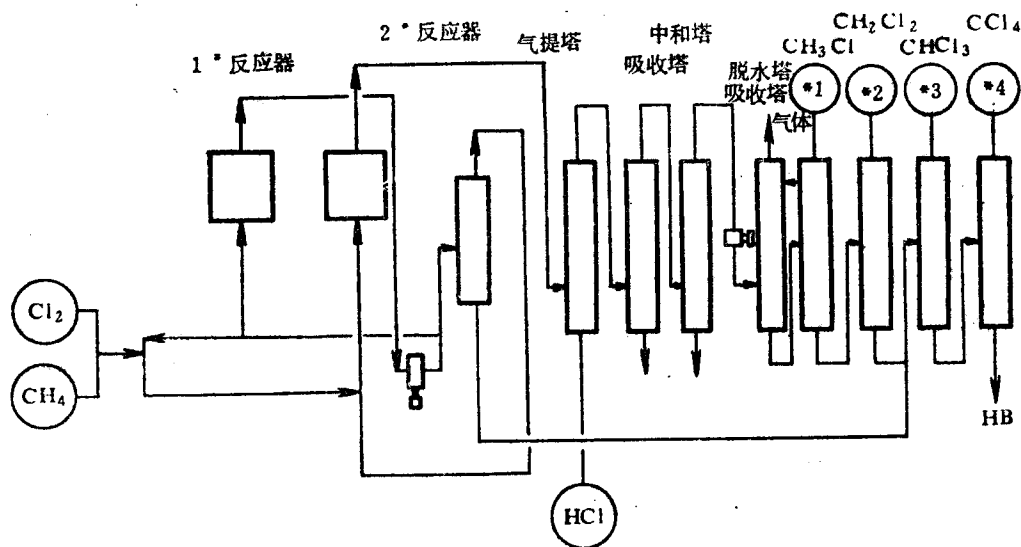 1# 反应器
2# 反应器
气提塔
中和塔
吸收塔
脱水塔
吸收塔
气体
CH₃Cl
CH₂Cl₂
CHCl₃
CCl₄
#1
#2
#3
#4
Cl₂
CH₄
HCl
HB